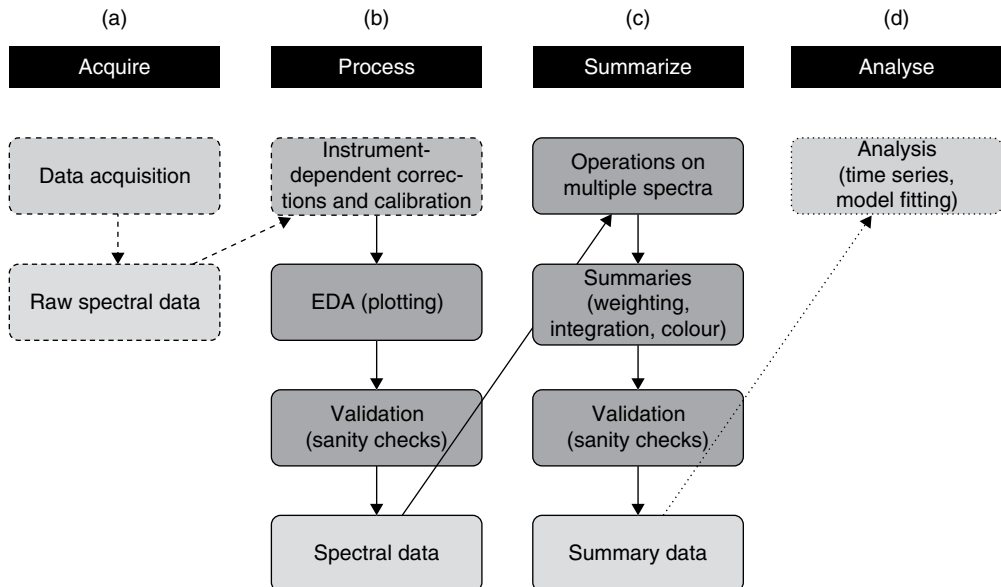 (a)
Acquire
Data acquisition
Raw spectral data
(b)
Process
Instrument-
dependent correc-
tions and calibration
EDA (plotting)
Validation
(sanity checks)
Spectral data
(c)
Summarize
Operations on
multiple spectra
Summaries
(weighting,
integration, colour)
Validation
(sanity checks)
Summary data
(d)
Analyse
Analysis
(time series,
model fitting)